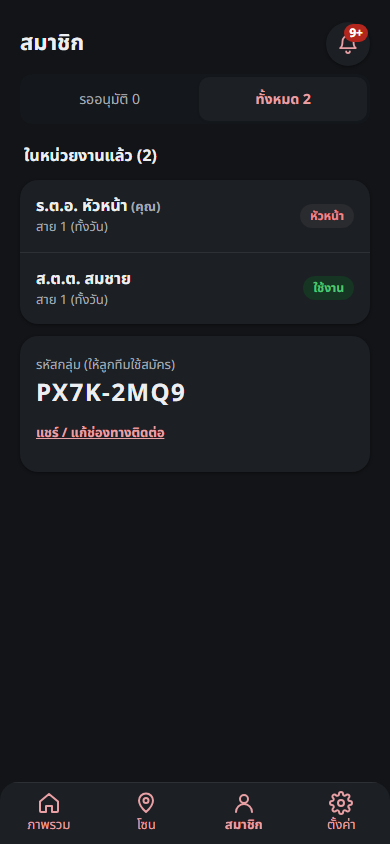 สมาชิก
9+
รออนุมัติ 0
ทั้งหมด 2
ในหน่วยงานแล้ว (2)
ร.ต.อ. หัวหน้า (คุณ)
สาย 1 (ทั้งวัน)
หัวหน้า
ส.ต.ต. สมชาย
สาย 1 (ทั้งวัน)
ใช้งาน
รหัสกลุ่ม (ให้ลูกทีมใช้สมัคร)
PX7K-2MQ9
แชร์ / แก้ช่องทางติดต่อ
ภาพรวม
โซน
สมาชิก
ตั้งค่า